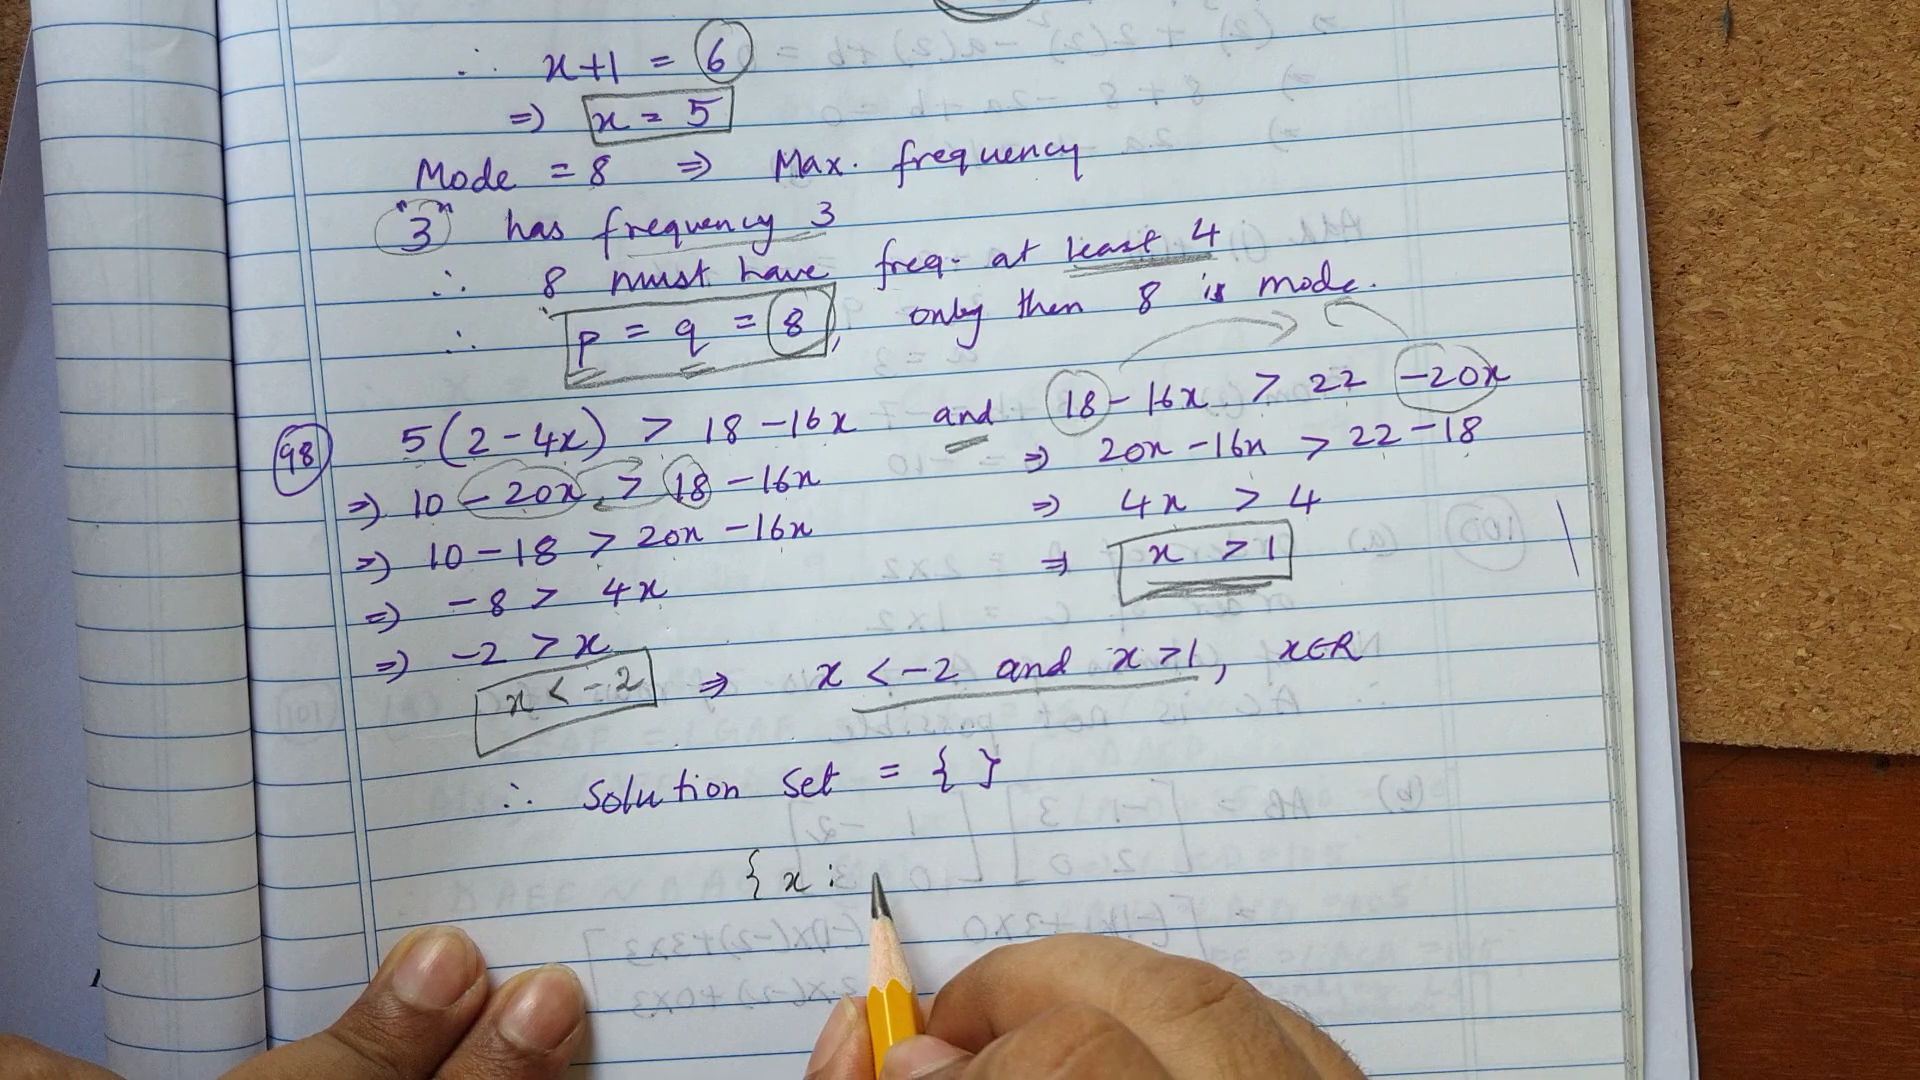 ∴ x+1 = 6
⇒ x = 5
Mode = 8 ⇒ Max. frequency
"3" has frequency 3
∴ 8 must have freq. at least 4
∴ p = q = 8, only then 8 is mode.
98 5(2-4x) > 18-16x and 18-16x > 22 -20x
⇒ 10 -20x > 18 -16x ⇒ 20x -16x > 22-18
⇒ 10-18 > 20x -16x ⇒ 4x > 4
⇒ -8 > 4x ⇒ x > 1
⇒ -2 > x
x < -2 ⇒ x < -2 and x >1, x∈R
∴ Solution set = { }
{ x :